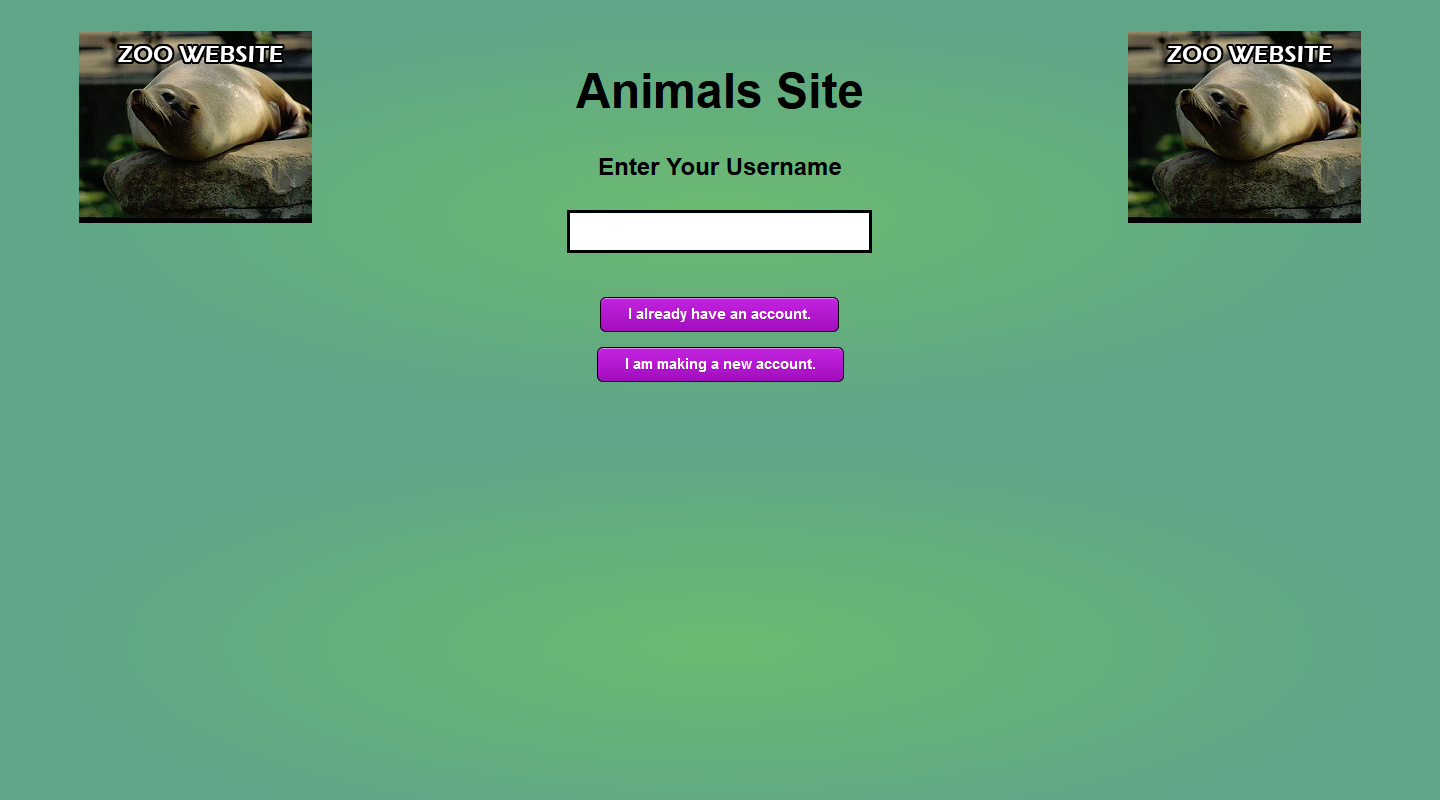 ZOO WEBSITE
ZOO WEBSITE
Animals Site
Enter Your Username
I already have an account.
I am making a new account.